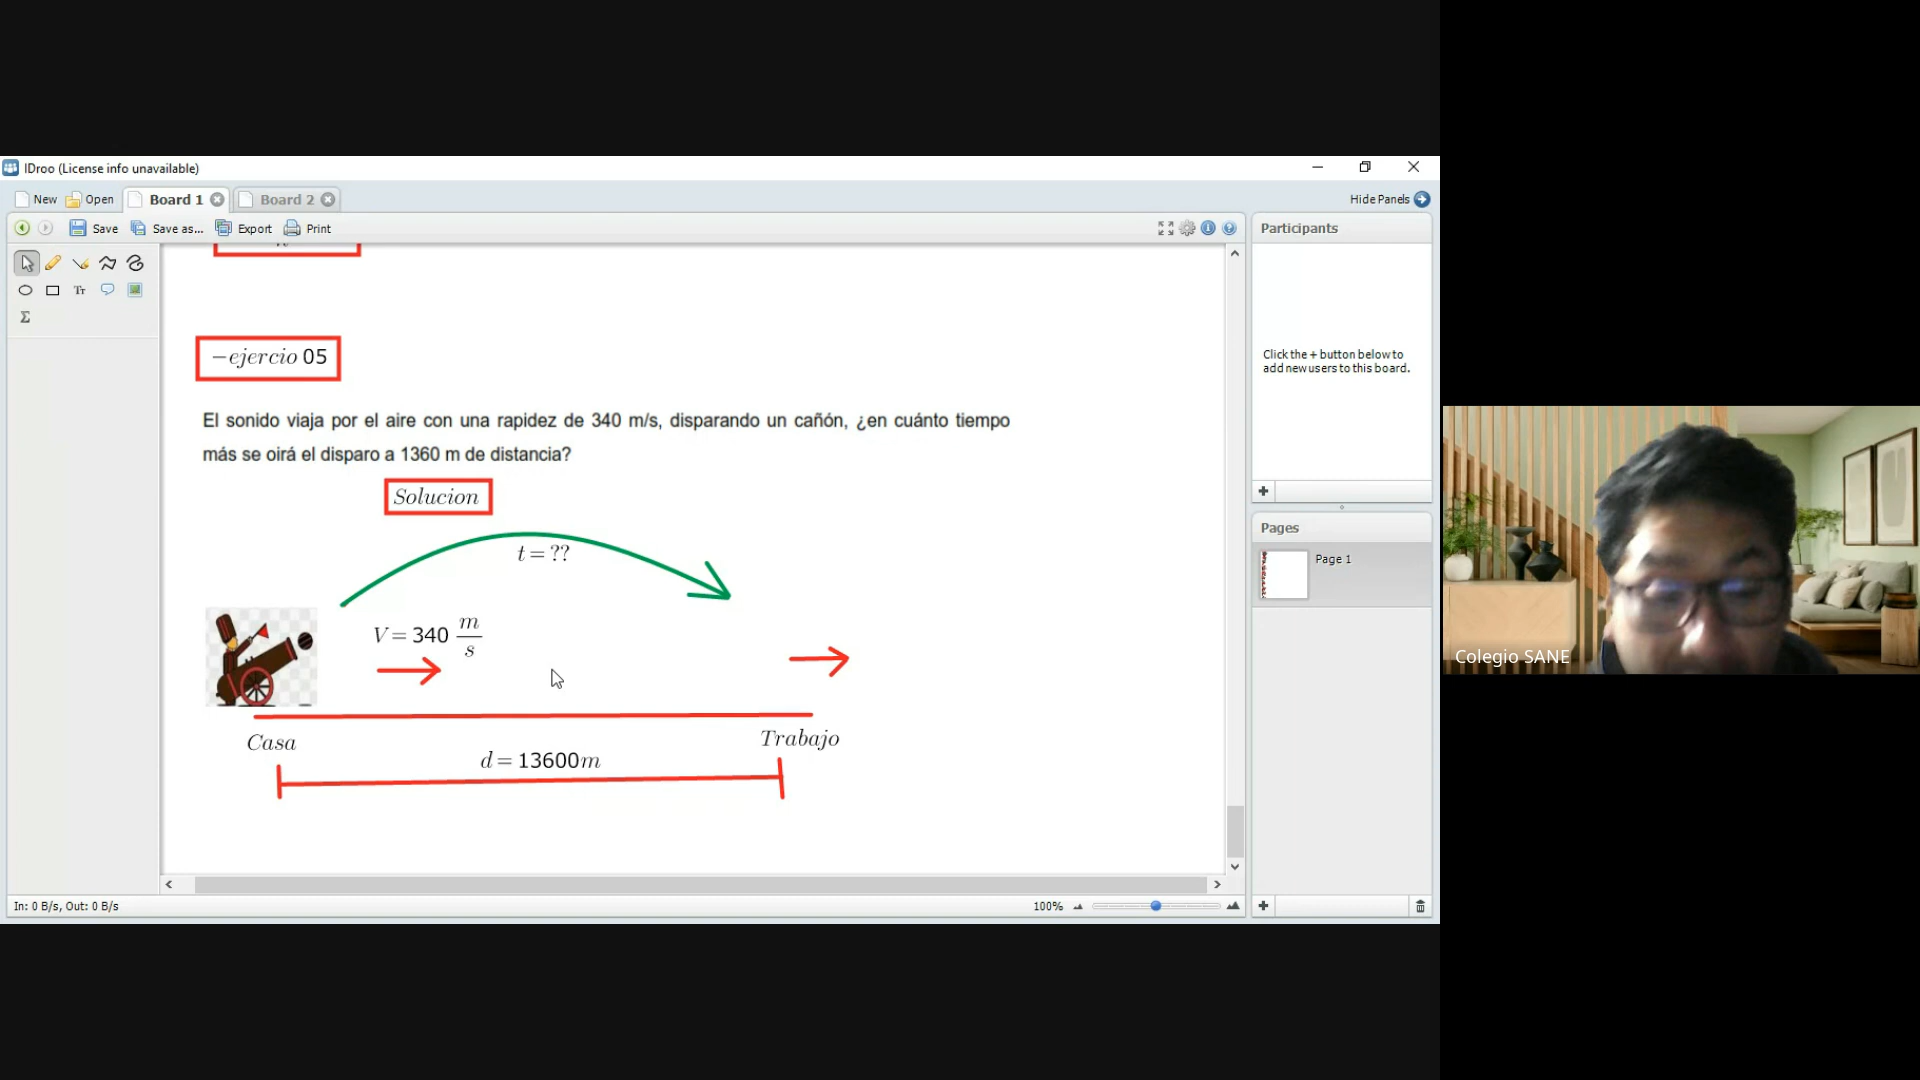 IDroo (License info unavailable)
New Open Board 1 Board 2 Hide Panels
Save Save as... Export Print
Participants
Tr
Σ
Click the + button below to
add new users to this board.
−ejercio 05
El sonido viaja por el aire con una rapidez de 340 m/s, disparando un cañón, ¿en cuánto tiempo
más se oirá el disparo a 1360 m de distancia?
Solucion
Pages
Page 1
t = ??
V = 340 m/s
Casa
Trabajo
d = 13600m
Colegio SANE
In: 0 B/s, Out: 0 B/s
100%